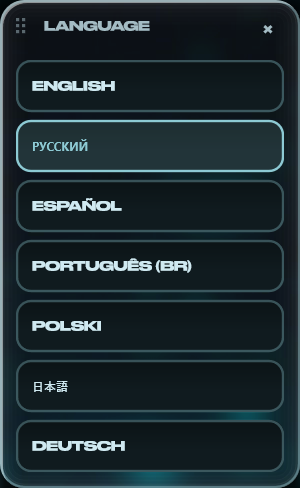 LANGUAGE
ENGLISH
РУССКИЙ
ESPAÑOL
PORTUGUÊS (BR)
POLSKI
日本語
DEUTSCH